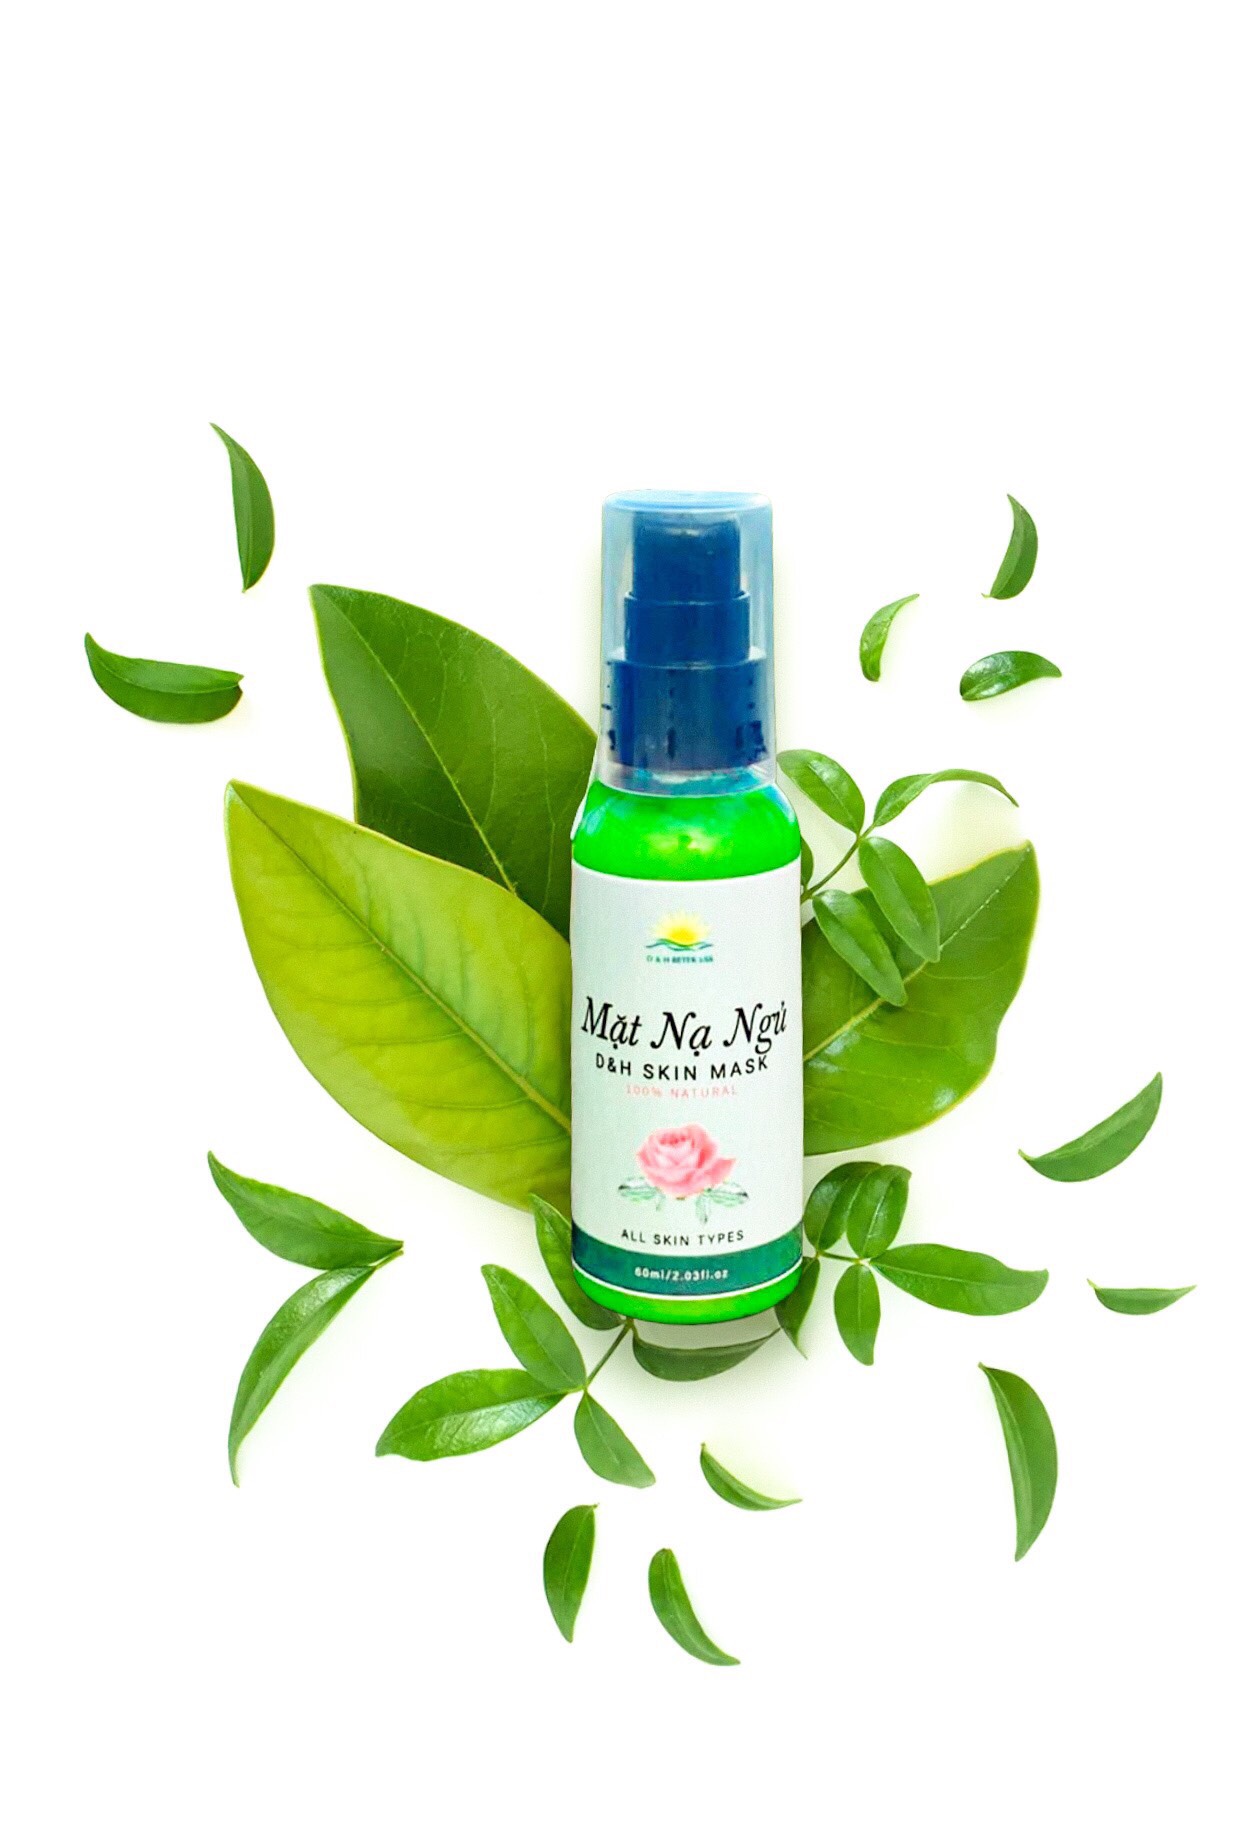 D & H
Mặt Nạ Ngủ
D&H SKIN MASK
100% NATURAL
ALL SKIN TYPES
60ml/2.03fl.oz